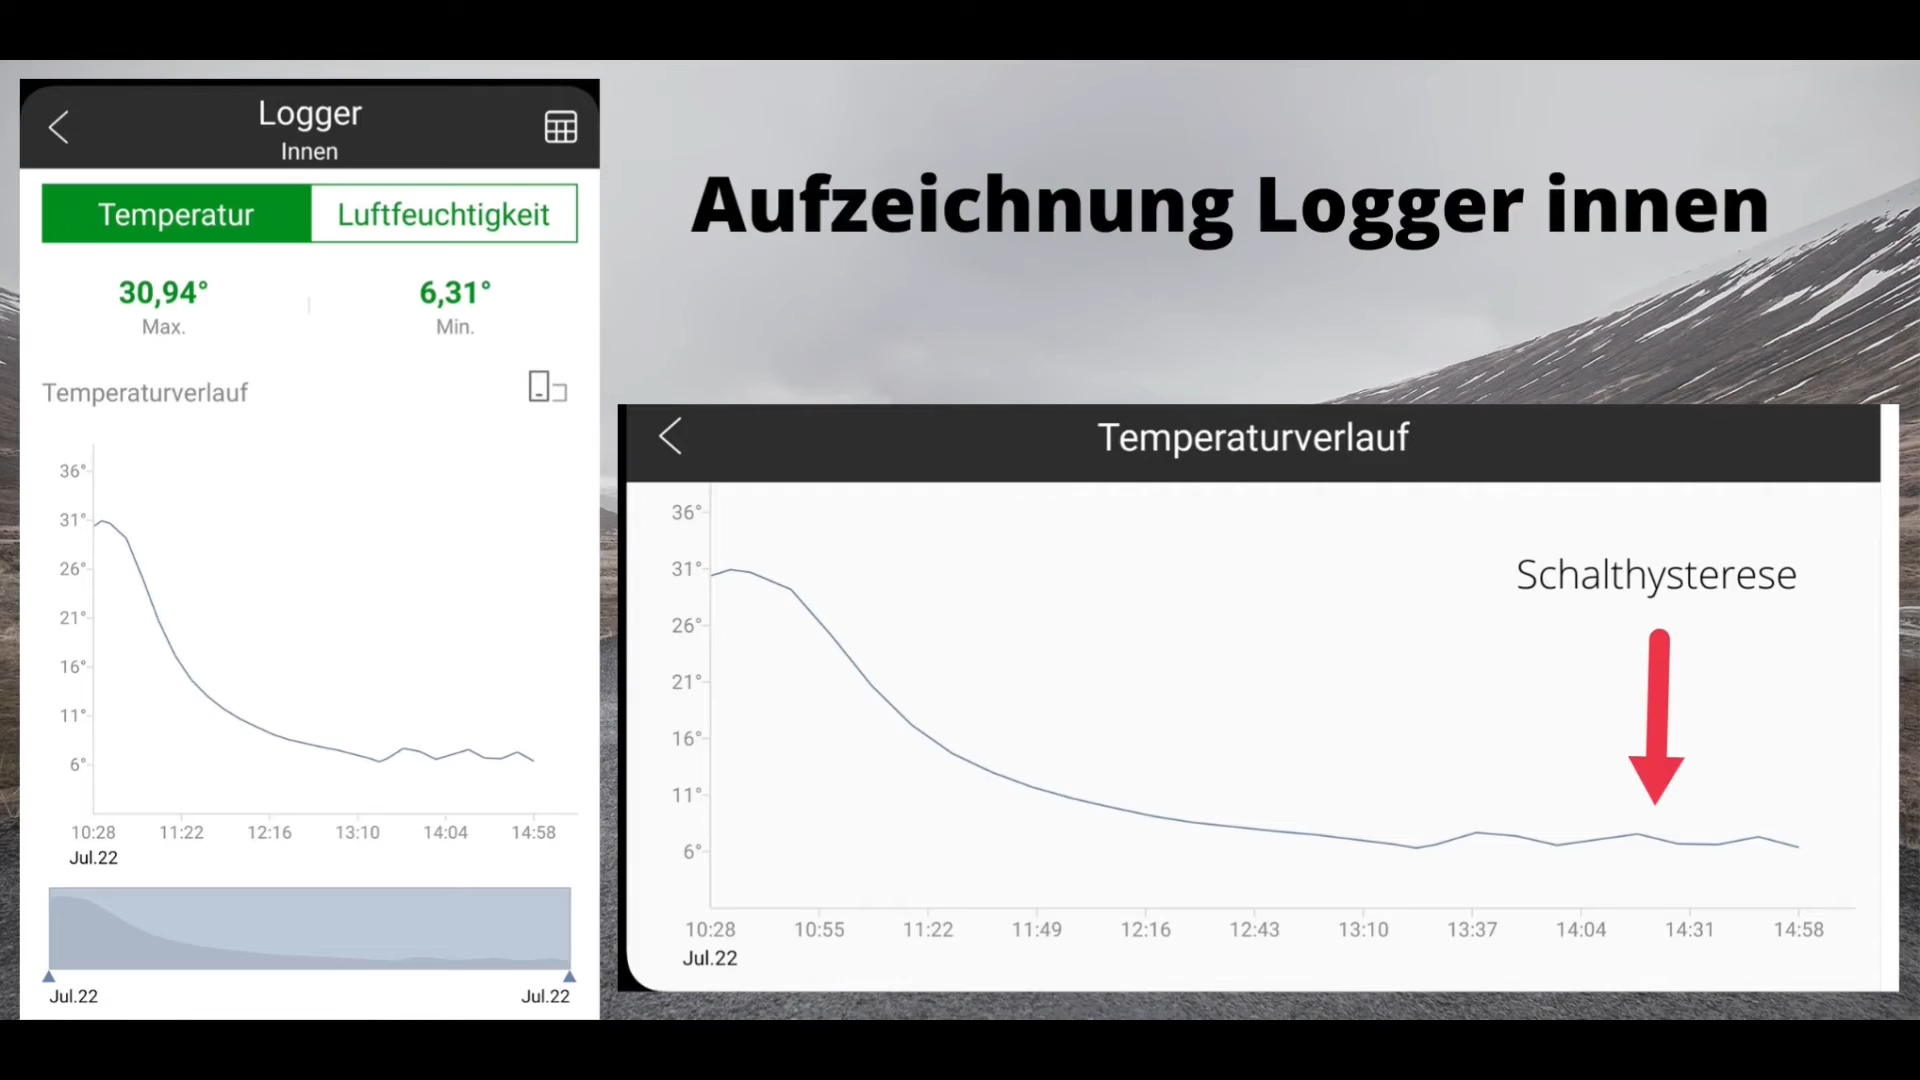 Logger
Innen
Temperatur
Luftfeuchtigkeit
30,94°
6,31°
Max.
Min.
Temperaturverlauf
36°
31°
26°
21°
16°
11°
6°
10:28 11:22 12:16 13:10 14:04 14:58
Jul.22
Jul.22 Jul.22
Aufzeichnung Logger innen
Temperaturverlauf
Schalthysterese
36°
31°
26°
21°
16°
11°
6°
10:28 10:55 11:22 11:49 12:16 12:43 13:10 13:37 14:04 14:31 14:58
Jul.22